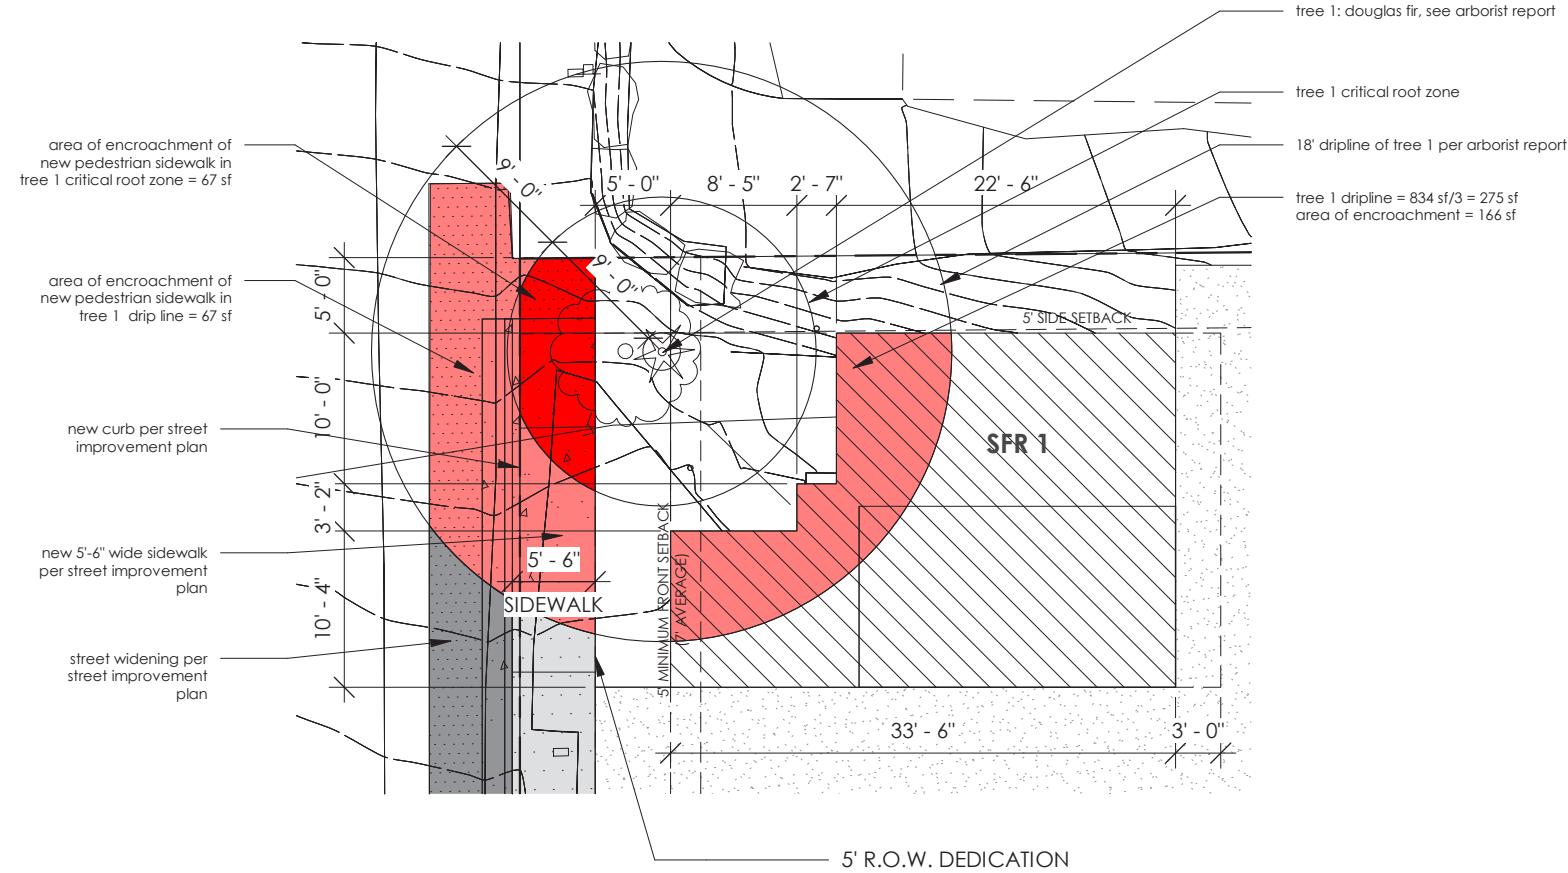 tree 1: douglas fir, see arborist report
tree 1 critical root zone
18' dripline of tree 1 per arborist report
tree 1 dripline = 834 sf/3 = 275 sf
area of encroachment = 166 sf
area of encroachment of
new pedestrian sidewalk in
tree 1 critical root zone = 67 sf
area of encroachment of
new pedestrian sidewalk in
tree 1  drip line = 67 sf
new curb per street
improvement plan
new 5'-6" wide sidewalk
per street improvement
plan
street widening per
street improvement
plan
9' - 0"
9' - 0"
5' - 0"
8' - 5"
2' - 7"
22' - 6"
5' - 0"
10' - 0"
3' - 2"
10' - 4"
5' SIDE SETBACK
SFR 1
5' - 6"
SIDEWALK
5' MINIMUM FRONT SETBACK
(7' AVERAGE)
33' - 6"
3' - 0"
5' R.O.W. DEDICATION